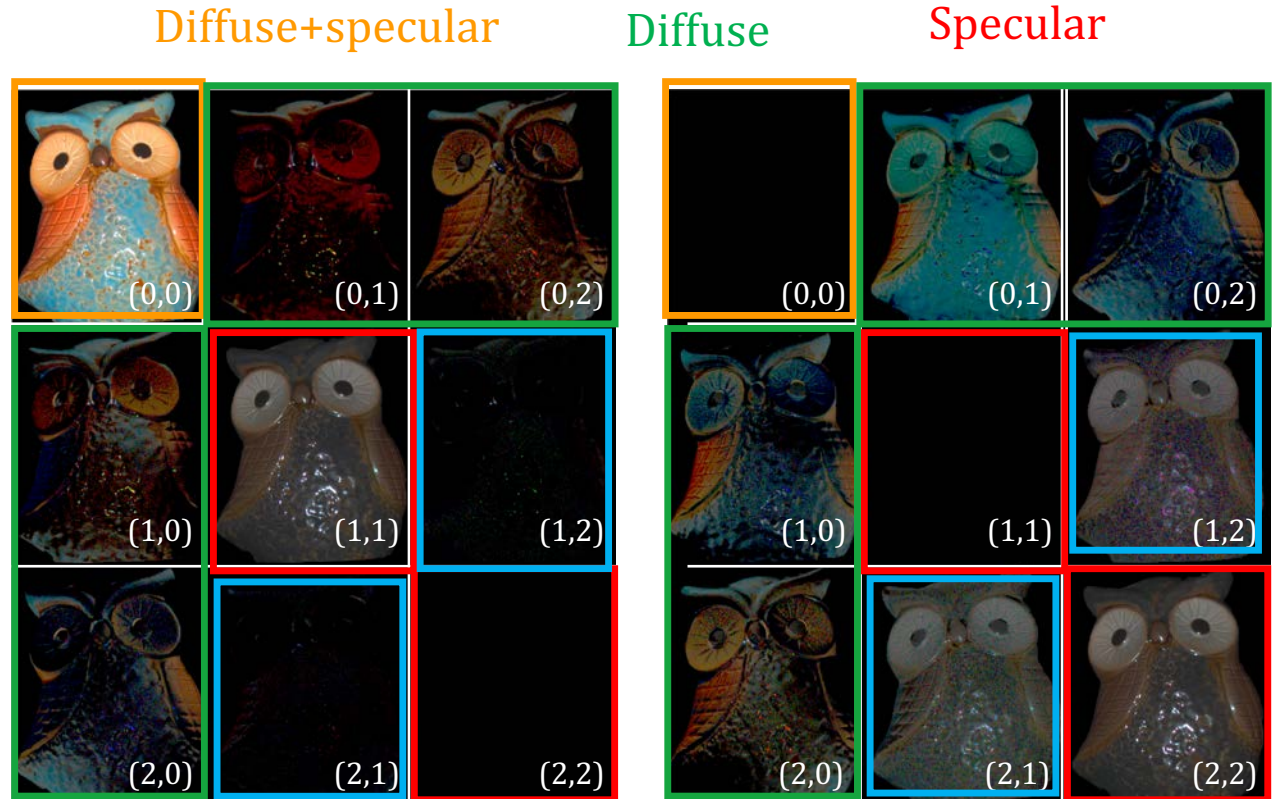 Diffuse+specular Diffuse Specular
(0,0) (0,1) (0,2) (0,0) (0,1) (0,2)
(1,0) (1,1) (1,2) (1,0) (1,1) (1,2)
(2,0) (2,1) (2,2) (2,0) (2,1) (2,2)